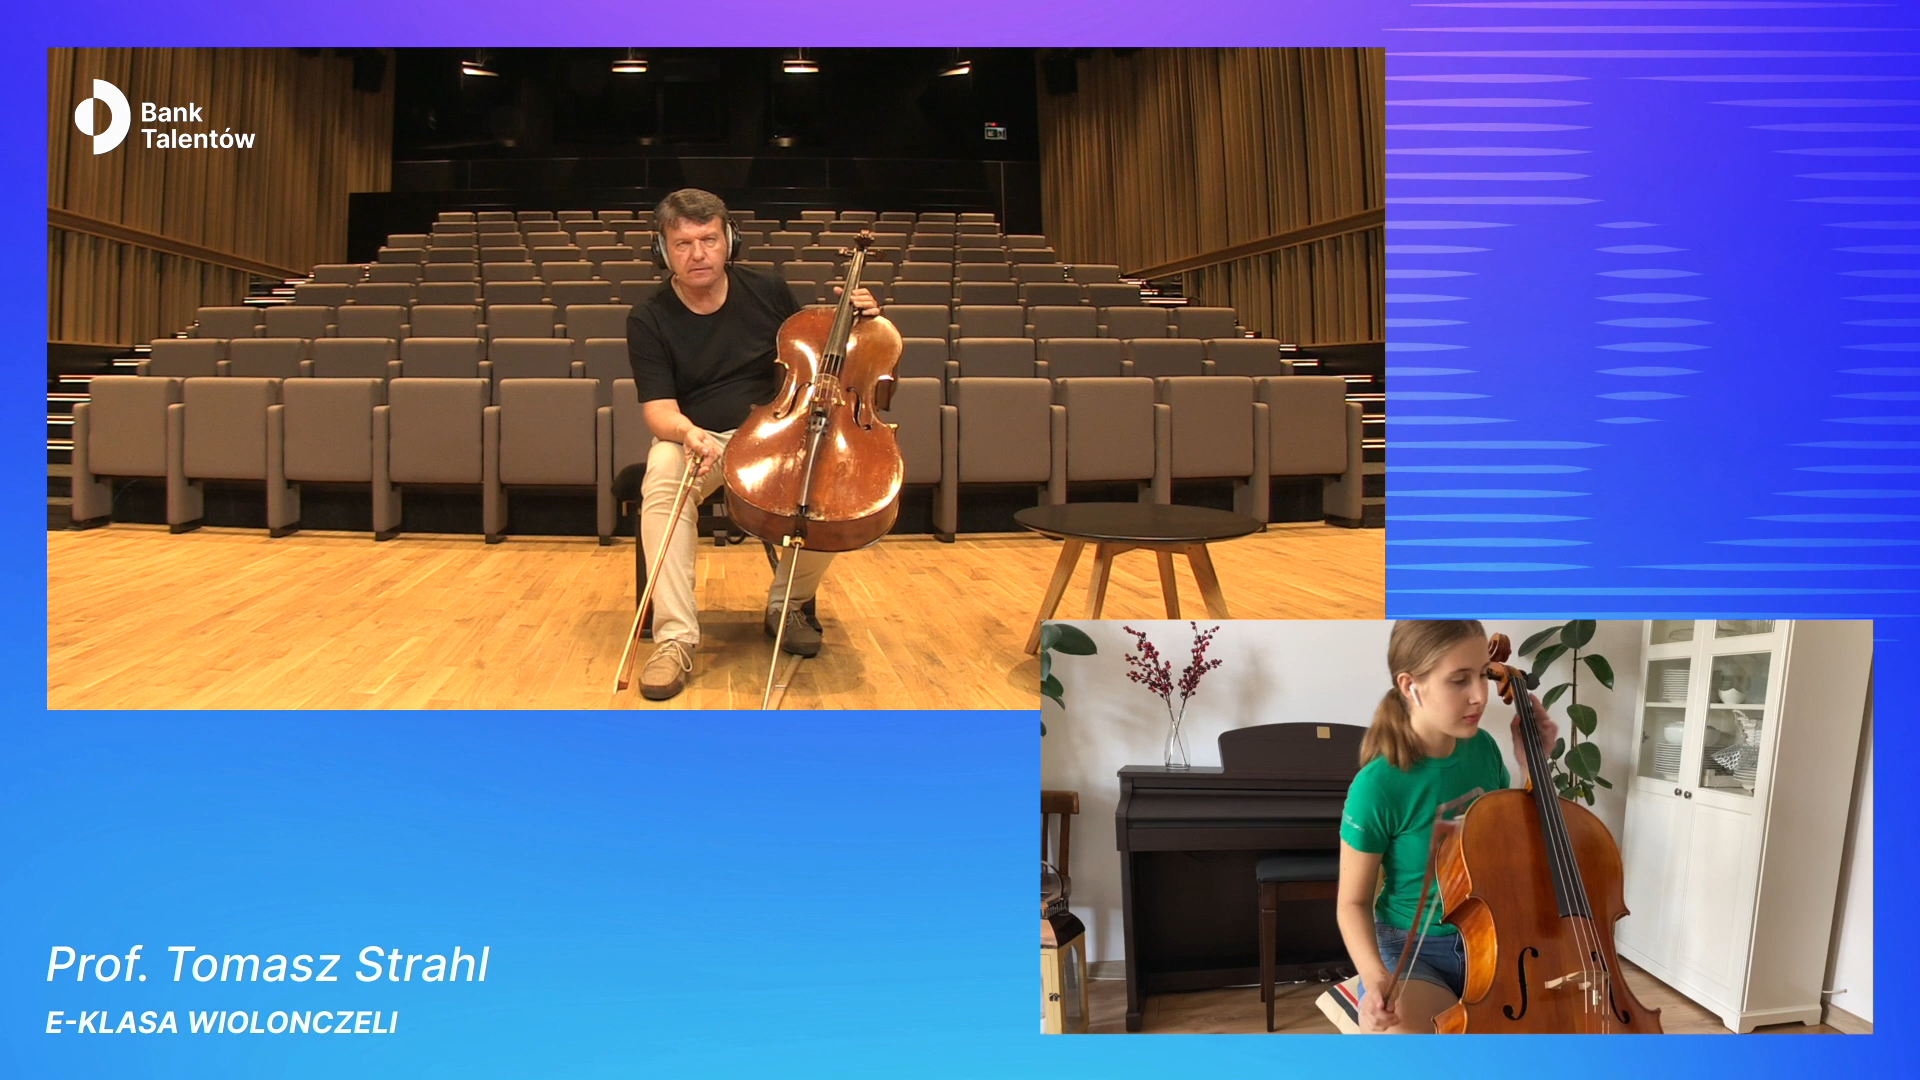 Bank
Talentów
Prof. Tomasz Strahl
E-KLASA WIOLONCZELI